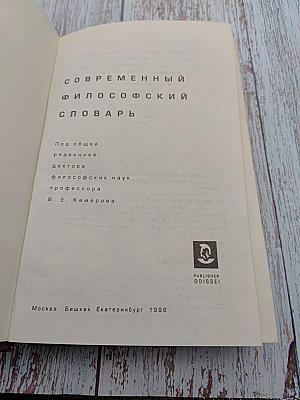 СОВРЕМЕННЫЙ
ФИЛОСОФСКИЙ
СЛОВАРЬ
Под общей
редакцией
доктора
философских наук
профессора
В. Е. Кемерова
PUBLISHER
ODISSEI
Москва Бишкек Екатеринбург 1996